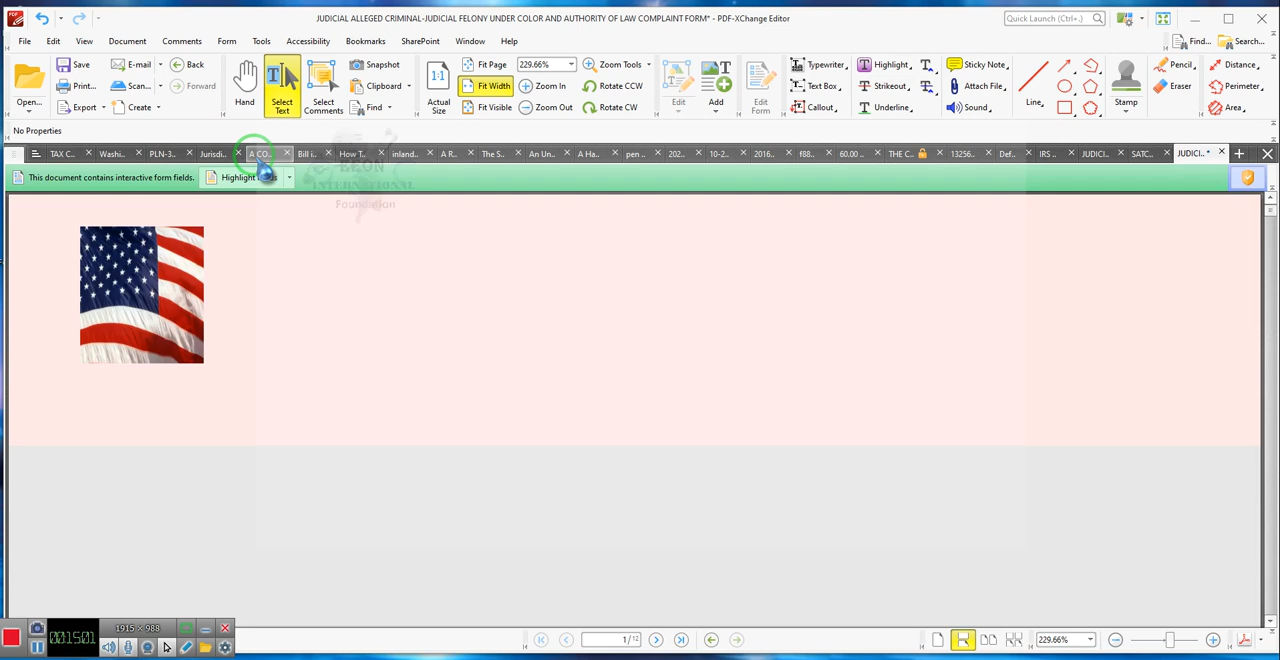 JUDICIAL ALLEGED CRIMINAL-JUDICIAL FELONY UNDER COLOR AND AUTHORITY OF LAW COMPLAINT FORM* - PDF-XChange Editor
Quick Launch (Ctrl+.)
File Edit View Document Comments Form Tools Accessibility Bookmarks SharePoint Window Help
Find... Search...
Open... Save Print... Export E-mail Scan... Create Back Forward
Hand Select Text Select Comments Snapshot Clipboard Find
1:1 Actual Size Fit Page Fit Width Fit Visible 229.66% Zoom In Zoom Out Zoom Tools Rotate CCW Rotate CW
Edit Add Edit Form
Typewriter Text Box Callout Highlight Strikeout Underline
Sticky Note Attach File Sound Line Stamp Pencil Eraser Distance Perimeter Area
No Properties
TAX C.. Washi.. PLN-3.. Jurisdi.. A CO.. Bill i.. How T.. inland.. A R.. The S.. An Un.. A Ha.. pen .. 202.. 10-2.. 2016.. f88.. 60.00 .. THE C.. 13256.. Def.. IRS .. JUDICI.. SATC.. JUDICI.. *
This document contains interactive form fields. Highlight
LEON
INTERNATIONAL
Foundation
1915 × 988
001501
1/12
229.66%